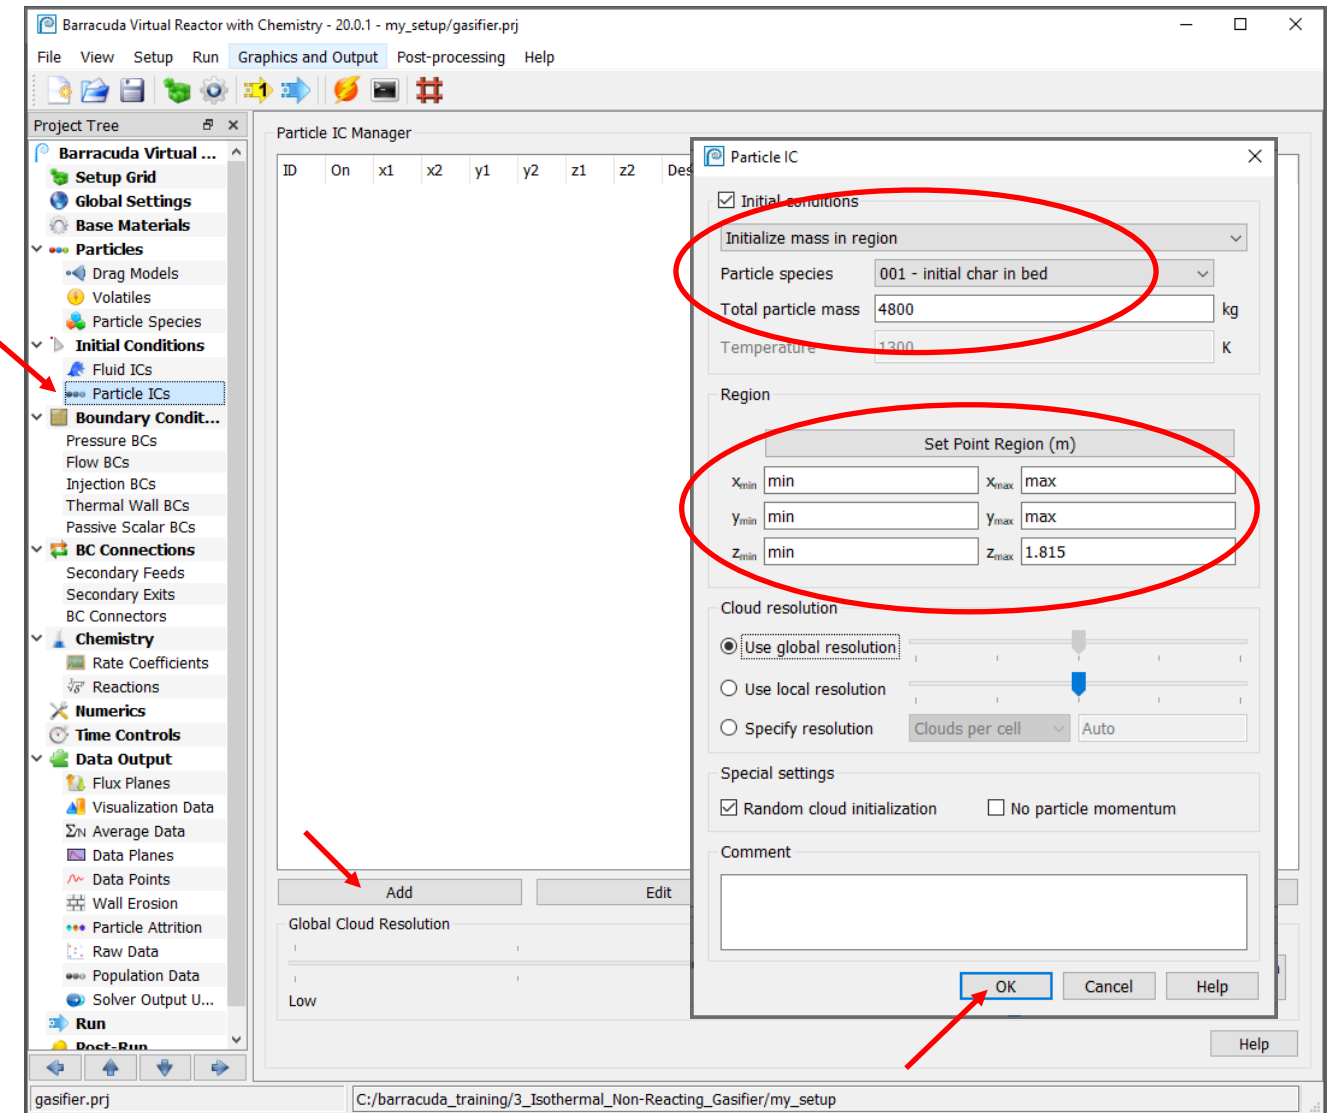 Barracuda Virtual Reactor with Chemistry - 20.0.1 - my_setup/gasifier.prj
File View Setup Run Graphics and Output Post-processing Help
Project Tree
Barracuda Virtual ...
Setup Grid
Global Settings
Base Materials
Particles
Drag Models
Volatiles
Particle Species
Initial Conditions
Fluid ICs
Particle ICs
Boundary Condit...
Pressure BCs
Flow BCs
Injection BCs
Thermal Wall BCs
Passive Scalar BCs
BC Connections
Secondary Feeds
Secondary Exits
BC Connectors
Chemistry
Rate Coefficients
Reactions
Numerics
Time Controls
Data Output
Flux Planes
Visualization Data
Average Data
Data Planes
Data Points
Wall Erosion
Particle Attrition
Raw Data
Population Data
Solver Output U...
Run
Post-Run
Particle IC Manager
ID On x1 x2 y1 y2 z1 z2 Des
Add Edit
Global Cloud Resolution
Low
Help
Particle IC
Initial conditions
Initialize mass in region
Particle species 001 - initial char in bed
Total particle mass 4800 kg
Temperature 1300 K
Region
Set Point Region (m)
xmin min xmax max
ymin min ymax max
zmin min zmax 1.815
Cloud resolution
Use global resolution
Use local resolution
Specify resolution Clouds per cell Auto
Special settings
Random cloud initialization No particle momentum
Comment
OK Cancel Help
gasifier.prj C:/barracuda_training/3_Isothermal_Non-Reacting_Gasifier/my_setup